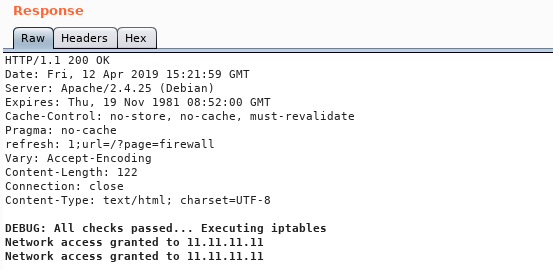 Response
Raw Headers Hex
HTTP/1.1 200 OK
Date: Fri, 12 Apr 2019 15:21:59 GMT
Server: Apache/2.4.25 (Debian)
Expires: Thu, 19 Nov 1981 08:52:00 GMT
Cache-Control: no-store, no-cache, must-revalidate
Pragma: no-cache
refresh: 1;url=/?page=firewall
Vary: Accept-Encoding
Content-Length: 122
Connection: close
Content-Type: text/html; charset=UTF-8
DEBUG: All checks passed... Executing iptables
Network access granted to 11.11.11.11
Network access granted to 11.11.11.11